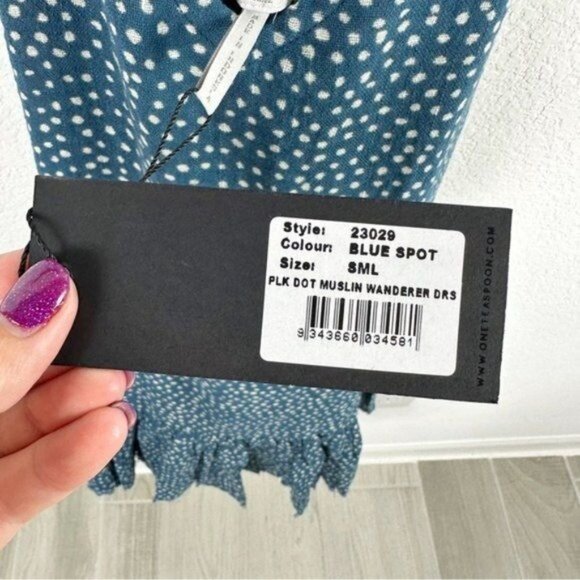 Style: 23029
Colour: BLUE SPOT
Size: SML
PLK DOT MUSLIN WANDERER DRS
9 343660 034581
WWW.ONETEASPOON.COM